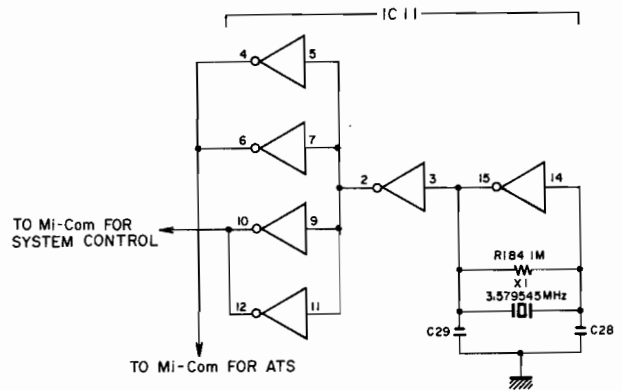 IC 11
4 5
6 7
2 3 15 14
10 9
TO Mi-Com FOR
SYSTEM CONTROL
R184 1M
X1
3.579545MHz
12 11
C29 C28
TO Mi-Com FOR ATS